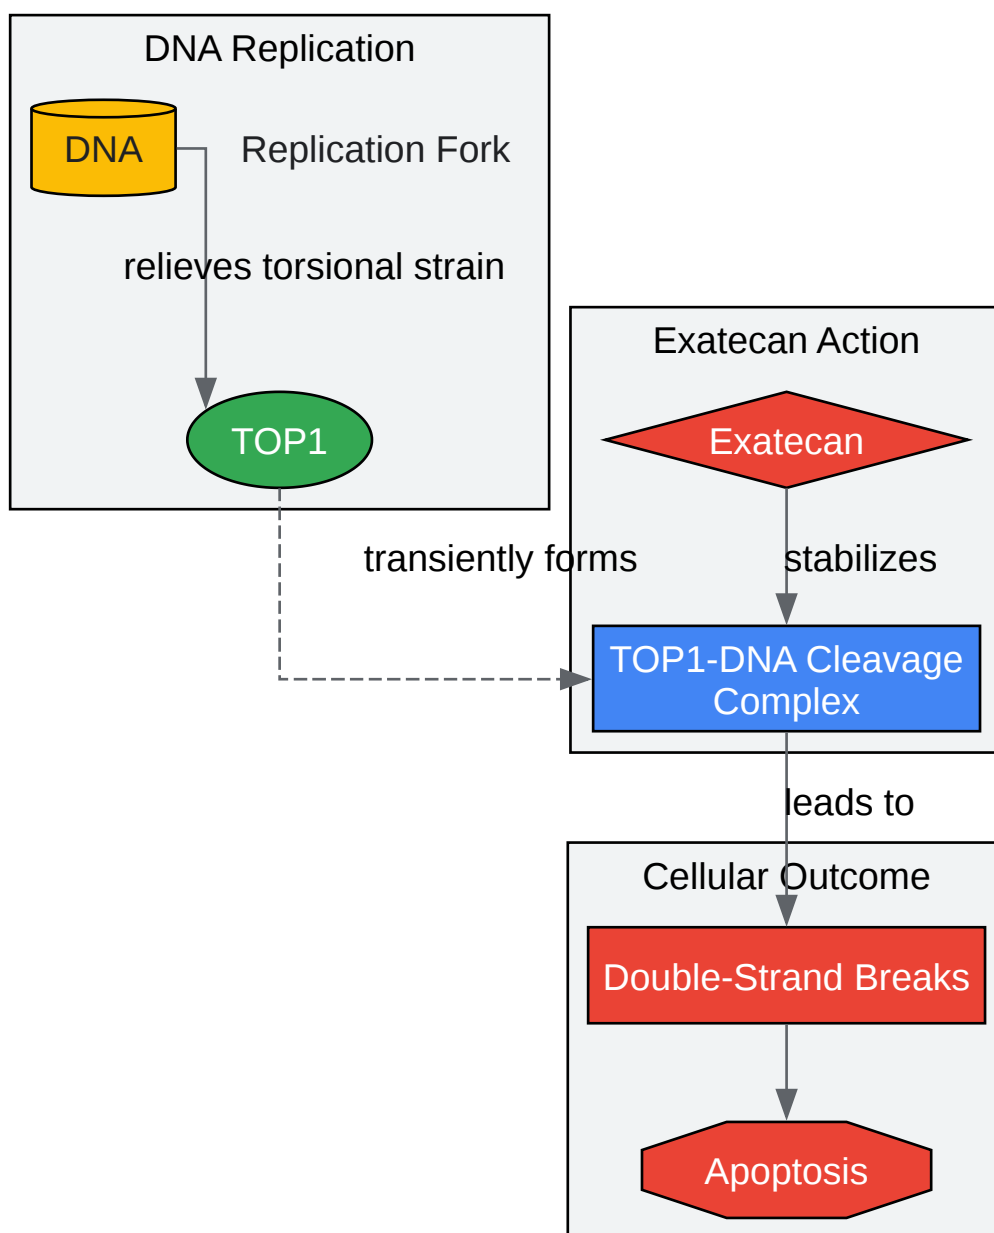 DNA Replication
DNA
Replication Fork
relieves torsional strain
TOP1
Exatecan Action
Exatecan
transiently forms
stabilizes
TOP1-DNA Cleavage
Complex
leads to
Cellular Outcome
Double-Strand Breaks
Apoptosis